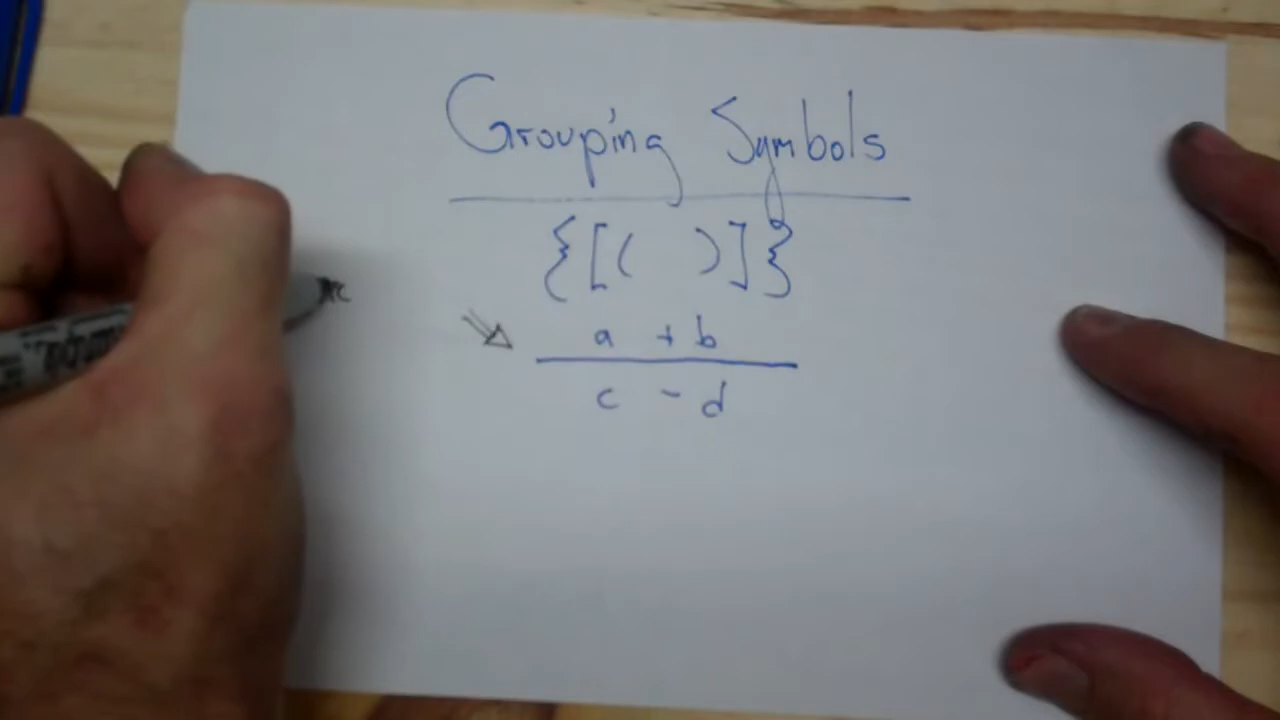 Grouping Symbols
{[( )]}
a + b
c - d